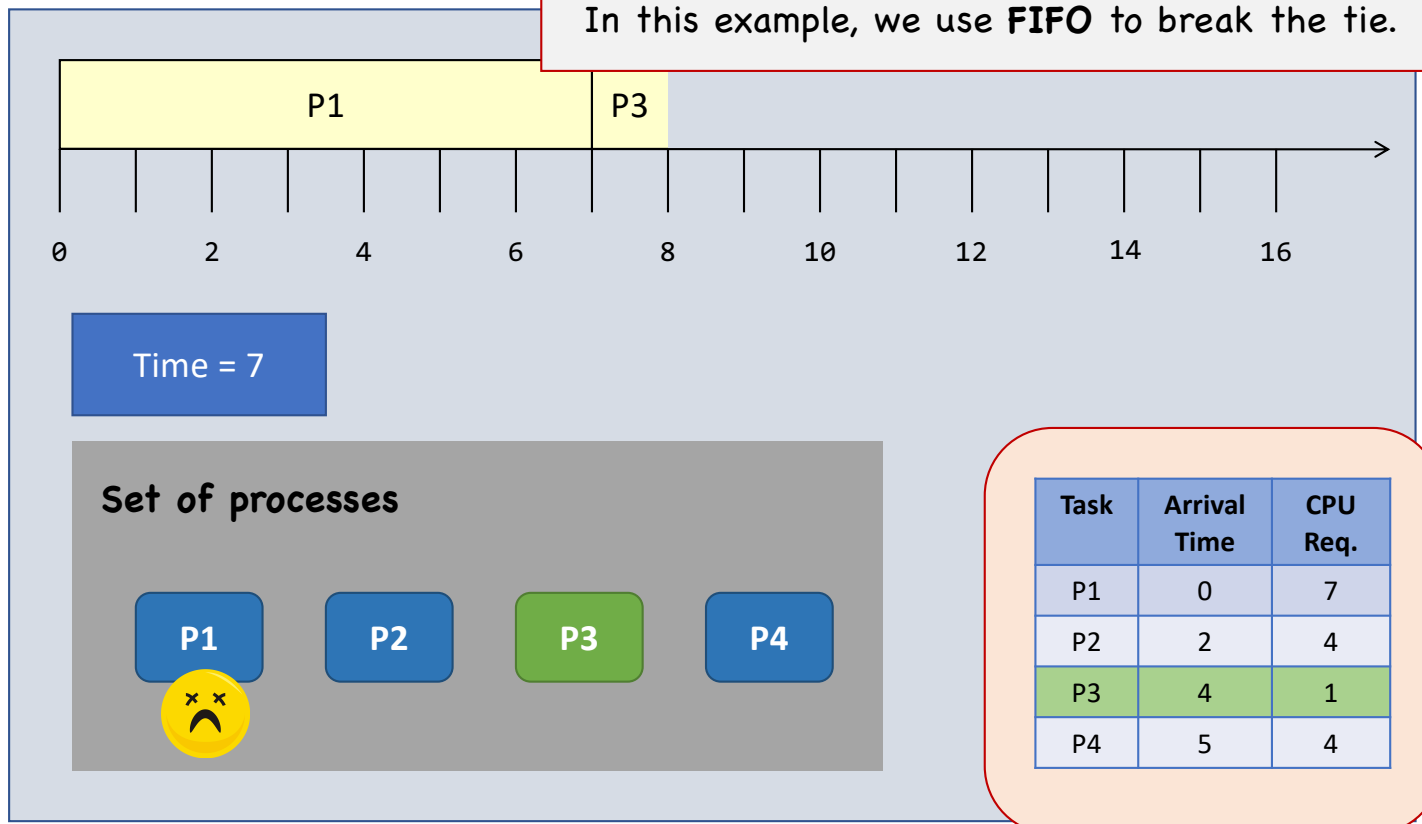 In this example, we use FIFO to break the tie.
P1 P3
0 2 4 6 8 10 12 14 16
Time = 7
Set of processes
P1 P2 P3 P4
Task Arrival Time CPU Req.
P1 0 7
P2 2 4
P3 4 1
P4 5 4